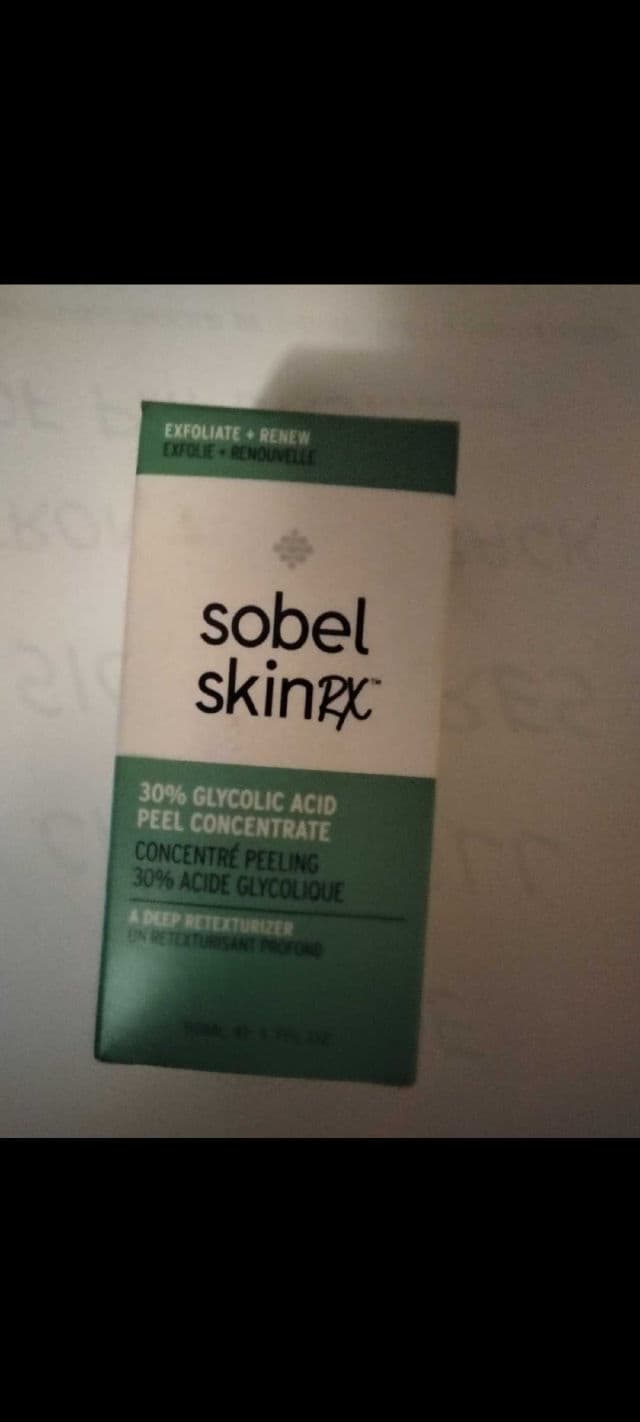 EXFOLIATE + RENEW
EXFOLIE + RENOUVELLE
sobel
skinRX™
30% GLYCOLIC ACID
PEEL CONCENTRATE
CONCENTRÉ PEELING
30% ACIDE GLYCOLIQUE
A DEEP RETEXTURIZER
UN RETEXTURISANT PROFOND